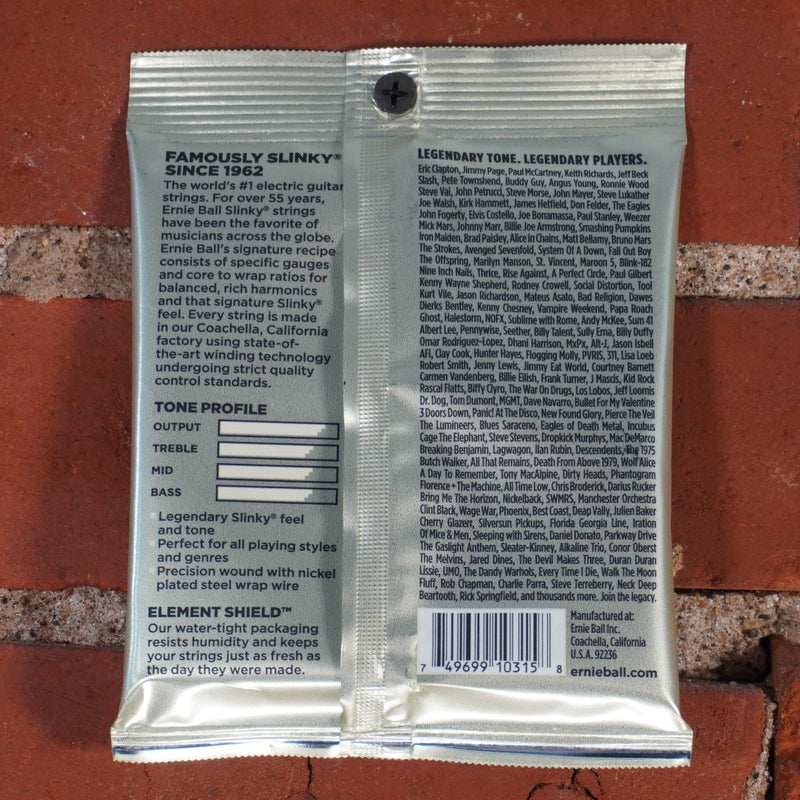 FAMOUSLY SLINKY®
SINCE 1962
The world's #1 electric guitar
strings. For over 55 years,
Ernie Ball Slinky® strings
have been the favorite of
musicians across the globe.
Ernie Ball's signature recipe
consists of specific gauges
and core to wrap ratios for
balanced, rich harmonics
and that signature Slinky®
feel. Every string is made
in our Coachella, California
factory using state-of-
the-art winding technology
undergoing strict quality
control standards.
TONE PROFILE
OUTPUT
TREBLE
MID
BASS
Legendary Slinky® feel
and tone
Perfect for all playing styles
and genres
Precision wound with nickel
plated steel wrap wire
ELEMENT SHIELD™
Our water-tight packaging
resists humidity and keeps
your strings just as fresh as
the day they were made.
LEGENDARY TONE. LEGENDARY PLAYERS.
Eric Clapton, Jimmy Page, Paul McCartney, Keith Richards, Jeff Beck
Slash, Pete Townshend, Buddy Guy, Angus Young, Ronnie Wood
Steve Vai, John Petrucci, Steve Morse, John Mayer, Steve Lukather
Joe Walsh, Kirk Hammett, James Hetfield, Don Felder, The Eagles
John Fogerty, Elvis Costello, Joe Bonamassa, Paul Stanley, Weezer
Mick Mars, Johnny Marr, Billie Joe Armstrong, Smashing Pumpkins
Iron Maiden, Brad Paisley, Alice in Chains, Matt Bellamy, Bruno Mars
The Strokes, Avenged Sevenfold, System Of A Down, Fall Out Boy
The Offspring, Marilyn Manson, St. Vincent, Maroon 5, Blink-182
Nine Inch Nails, Thrice, Rise Against, A Perfect Circle, Paul Gilbert
Kenny Wayne Shepherd, Rodney Crowell, Social Distortion, Tool
Kurt Vile, Jason Richardson, Mateus Asato, Bad Religion, Dawes
Dierks Bentley, Kenny Chesney, Vampire Weekend, Papa Roach
Ghost, Halestorm, NOFX, Sublime with Rome, Andy McKee, Sum 41
Albert Lee, Pennywise, Seether, Billy Talent, Surna Erna, Billy Duffy
Omar Rodriguez-Lopez, Dhani Harrison, MxPx, Alt-J, Jason Isbell
AFI, Clay Cook, Hunter Hayes, Flogging Molly, PVRIS, 311, Lisa Loeb
Robert Smith, Jenny Lewis, Jimmy Eat World, Courtney Barnett
Carmen Vandenberg, Billie Eilish, Frank Turner, J Mascis, Kid Rock
Rascal Flatts, Biffy Clyro, The War On Drugs, Los Lobos, Jeff Loomis
Dr. Dog, Tom Dumont, MGMT, Dave Navarro, Bullet For My Valentine
3 Doors Down, Panic! At The Disco, New Found Glory, Pierce The Veil
The Lumineers, Blues Saraceno, Eagles of Death Metal, Incubus
Cage The Elephant, Steve Stevens, Dropkick Murphys, Mac DeMarco
Breaking Benjamin, Lagwagon, Ilan Rubin, Descendents, The 1975
Butch Walker, All That Remains, Death From Above 1979, Wolf Alice
A Day To Remember, Tony MacAlpine, Dirty Heads, Phantogram
Florence + The Machine, All Time Low, Chris Broderick, Darius Rucker
Bring Me The Horizon, Nickelback, SWMRS, Manchester Orchestra
Clint Black, Wage War, Phoenix, Best Coast, Deap Vally, Julien Baker
Cherry Glazerr, Silversun Pickups, Florida Georgia Line, Iration
Of Mice & Men, Sleeping with Sirens, Daniel Donato, Parkway Drive
The Gaslight Anthem, Sleater-Kinney, Alkaline Trio, Conor Oberst
The Melvins, Jared Dines, The Devil Makes Three, Duran Duran
Lissie, UMO, The Dandy Warhols, Every Time I Die, Walk The Moon
Fluff, Rob Chapman, Charlie Parra, Steve Terreberry, Neck Deep
Beartooth, Rick Springfield, and thousands more. Join the legacy.
7 49699 10315 8
Manufactured at:
Ernie Ball Inc.
Coachella, California
U.S.A. 92236
ernieball.com